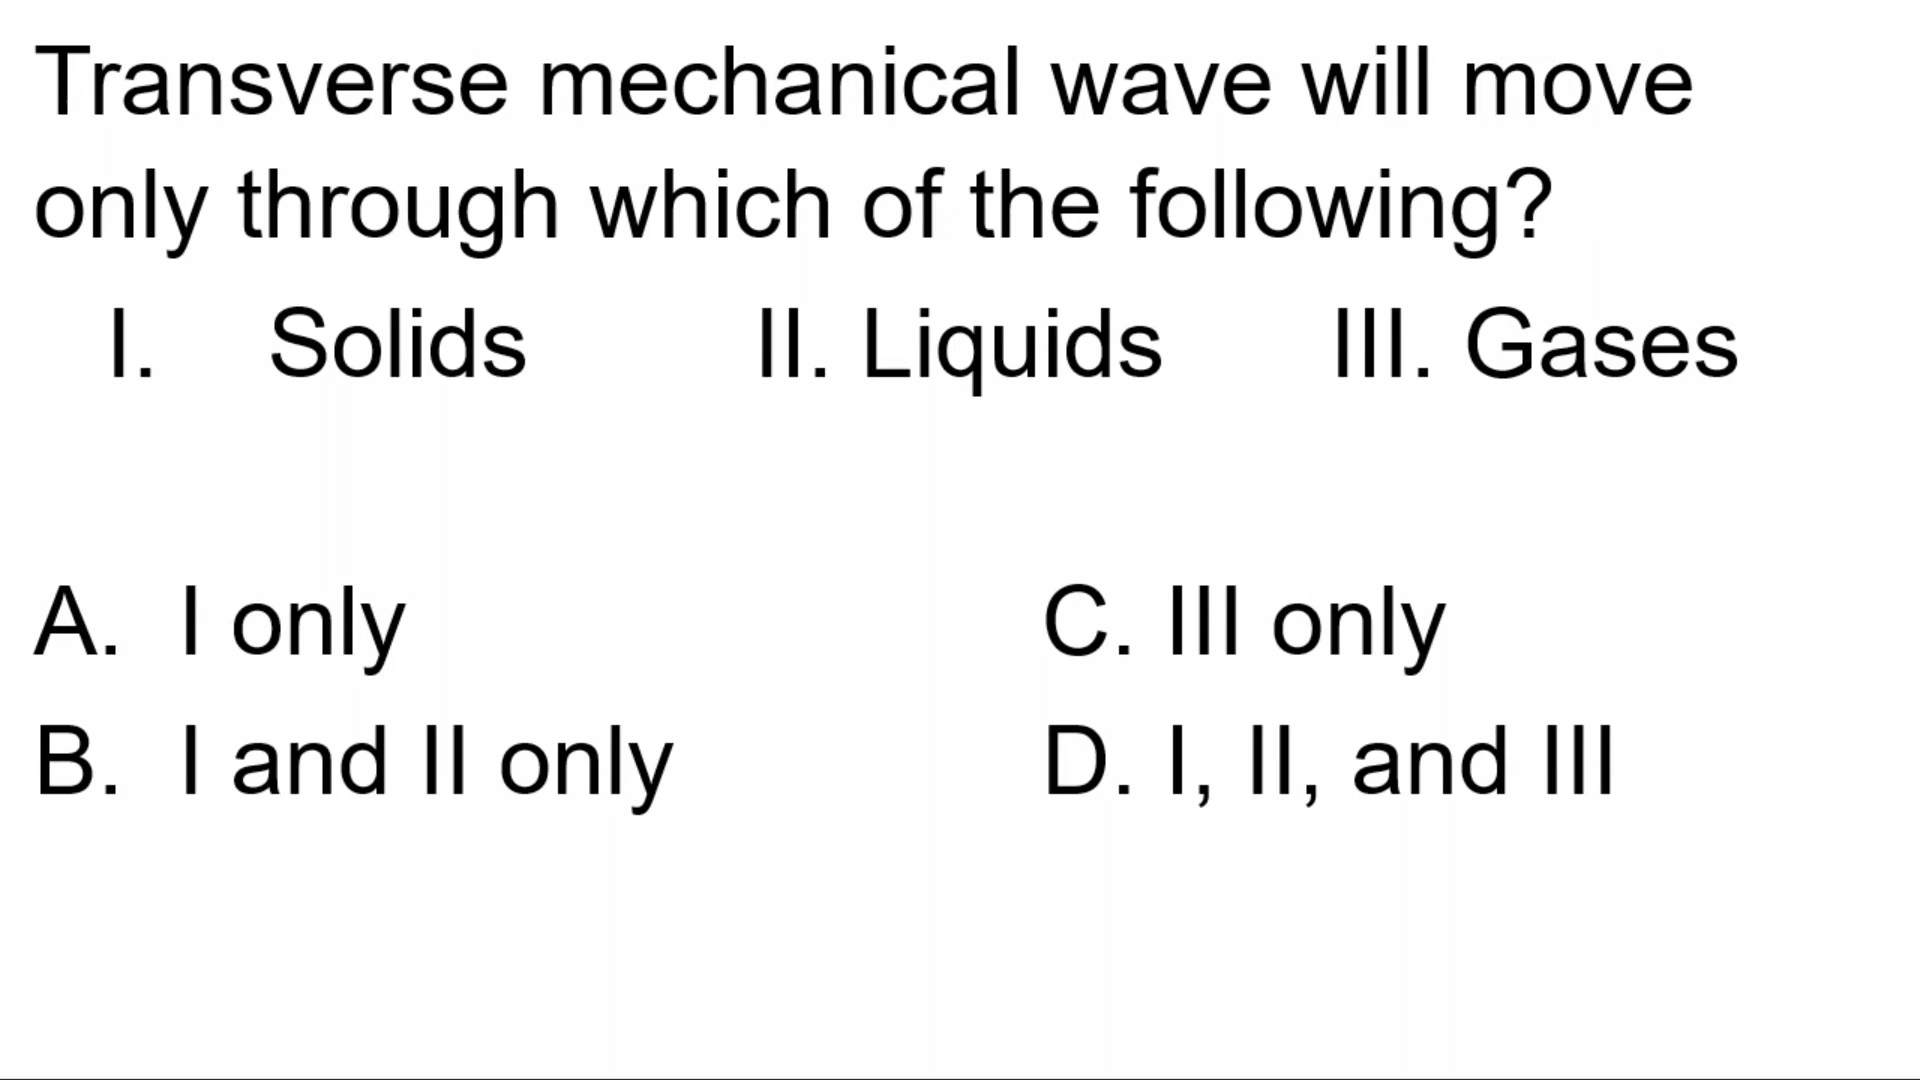 Transverse mechanical wave will move
only through which of the following?
I. Solids II. Liquids III. Gases
A. I only C. III only
B. I and II only D. I, II, and III